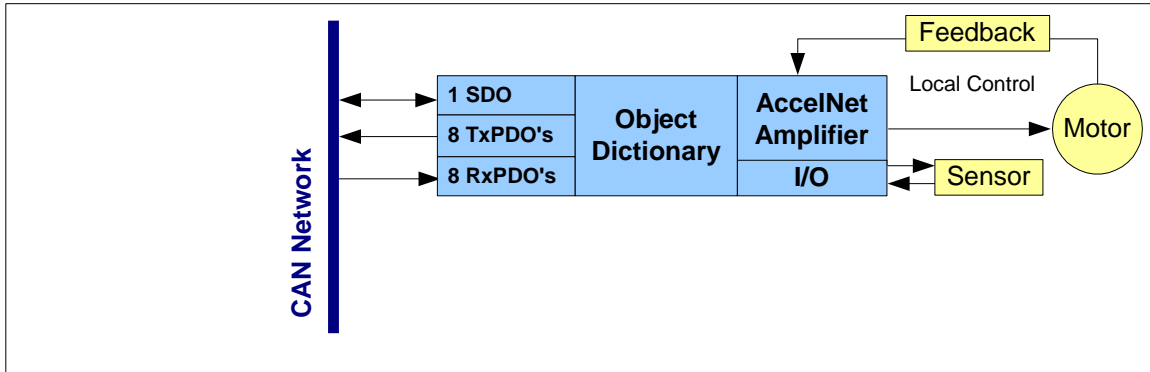 Feedback
Local Control
1 SDO
8 TxPDO's
8 RxPDO's
Object
Dictionary
AccelNet
Amplifier
I/O
Motor
Sensor
CAN Network